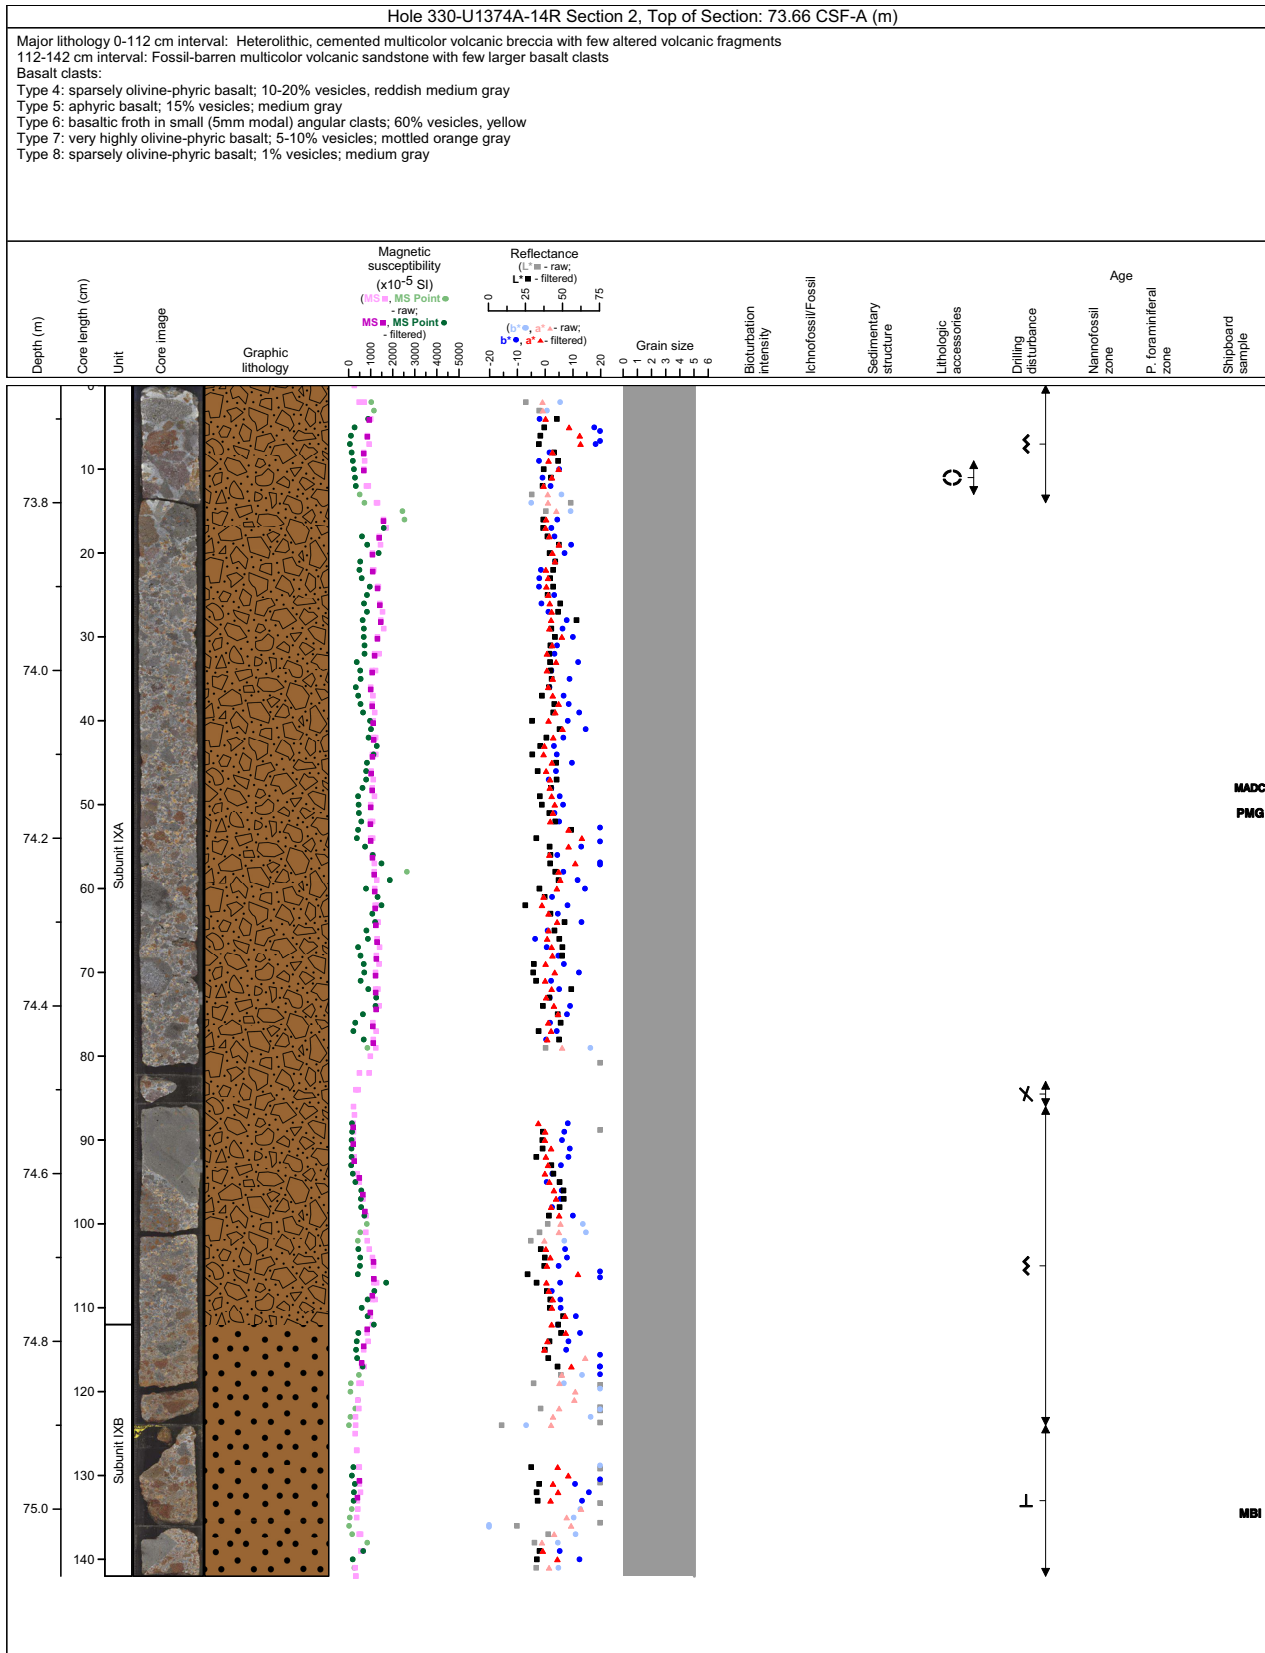 Hole 330-U1374A-14R Section 2, Top of Section: 73.66 CSF-A (m)
Major lithology 0-112 cm interval: Heterolithic, cemented multicolor volcanic breccia with few altered volcanic fragments
112-142 cm interval: Fossil-barren multicolor volcanic sandstone with few larger basalt clasts
Basalt clasts:
Type 4: sparsely olivine-phyric basalt; 10-20% vesicles, reddish medium gray
Type 5: aphyric basalt; 15% vesicles; medium gray
Type 6: basaltic froth in small (5mm modal) angular clasts; 60% vesicles, yellow
Type 7: very highly olivine-phyric basalt; 5-10% vesicles; mottled orange gray
Type 8: sparsely olivine-phyric basalt; 1% vesicles; medium gray
Depth (m)
Core length (cm)
Unit
Core image
Graphic
lithology
Magnetic
susceptibility
(x10-5 SI)
(MS, MS Point
- raw;
MS, MS Point
- filtered)
0 1000 2000 3000 4000 5000
Reflectance
(L* - raw;
L* - filtered)
0 25 50 75
(b*, a* - raw;
b*, a* - filtered)
-20 -10 0 10 20
Grain size
0 1 2 3 4 5 6
Bioturbation
intensity
Ichnofossil/Fossil
Sedimentary
structure
Lithologic
accessories
Drilling
disturbance
Age
Nannofossil
zone
P. foraminiferal
zone
Shipboard
sample
73.8
74.0
74.2
74.4
74.6
74.8
75.0
0
10
20
30
40
50
60
70
80
90
100
110
120
130
140
Subunit IXA
Subunit IXB
MADC
PMG
MBI